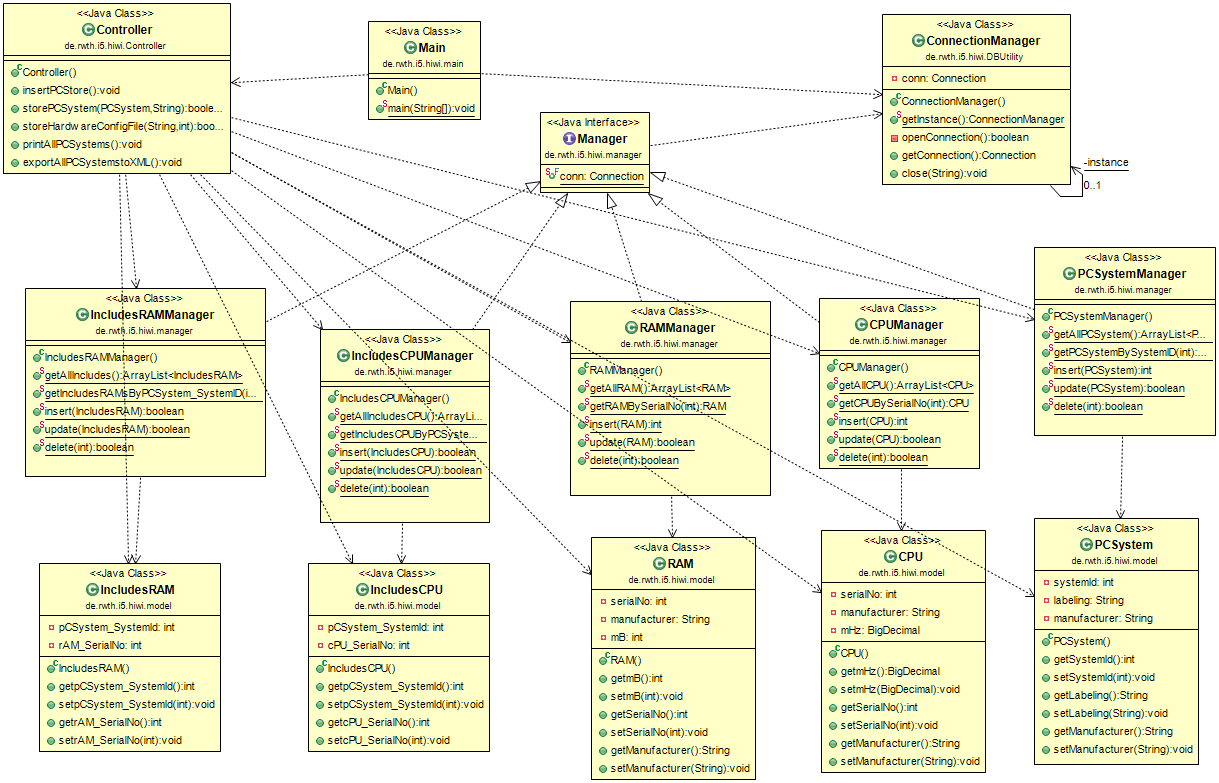 <<Java Class>>
Controller
de.rwth.i5.hiwi.Controller
Controller()
insertPCStore():void
storePCSystem(PCSystem,String):boole...
storeHardwareConfigFile(String,int):boo...
printAllPCSystems():void
exportAllPCSystemstoXML():void
<<Java Class>>
Main
de.rwth.i5.hiwi.main
Main()
main(String[]):void
<<Java Class>>
ConnectionManager
de.rwth.i5.hiwi.DBUtility
conn: Connection
ConnectionManager()
getInstance():ConnectionManager
openConnection():boolean
getConnection():Connection
close(String):void
-instance
0..1
<<Java Interface>>
Manager
de.rwth.i5.hiwi.manager
conn: Connection
<<Java Class>>
IncludesRAMManager
de.rwth.i5.hiwi.manager
IncludesRAMManager()
getAllIncludes():ArrayList<IncludesRAM>
getIncludesRAMsByPCSystem_SystemID(i...
insert(IncludesRAM):boolean
update(IncludesRAM):boolean
delete(int):boolean
<<Java Class>>
IncludesCPUManager
de.rwth.i5.hiwi.manager
IncludesCPUManager()
getAllIncludesCPU():ArrayLi...
getIncludesCPUByPCSyste...
insert(IncludesCPU):boolean
update(IncludesCPU):boolean
delete(int):boolean
<<Java Class>>
RAMManager
de.rwth.i5.hiwi.manager
RAMManager()
getAllRAM():ArrayList<RAM>
getRAMBySerialNo(int):RAM
insert(RAM):int
update(RAM):boolean
delete(int):boolean
<<Java Class>>
CPUManager
de.rwth.i5.hiwi.manager
CPUManager()
getAllCPU():ArrayList<CPU>
getCPUBySerialNo(int):CPU
insert(CPU):int
update(CPU):boolean
delete(int):boolean
<<Java Class>>
PCSystemManager
de.rwth.i5.hiwi.manager
PCSystemManager()
getAllPCSystem():ArrayList<P...
getPCSystemBySystemID(int):...
insert(PCSystem):int
update(PCSystem):boolean
delete(int):boolean
<<Java Class>>
IncludesRAM
de.rwth.i5.hiwi.model
pCSystem_SystemId: int
rAM_SerialNo: int
IncludesRAM()
getpCSystem_SystemId():int
setpCSystem_SystemId(int):void
getrAM_SerialNo():int
setrAM_SerialNo(int):void
<<Java Class>>
IncludesCPU
de.rwth.i5.hiwi.model
pCSystem_SystemId: int
cPU_SerialNo: int
IncludesCPU()
getpCSystem_SystemId():int
setpCSystem_SystemId(int):void
getcPU_SerialNo():int
setcPU_SerialNo(int):void
<<Java Class>>
RAM
de.rwth.i5.hiwi.model
serialNo: int
manufacturer: String
mB: int
RAM()
getmB():int
setmB(int):void
getSerialNo():int
setSerialNo(int):void
getManufacturer():String
setManufacturer(String):void
<<Java Class>>
CPU
de.rwth.i5.hiwi.model
serialNo: int
manufacturer: String
mHz: BigDecimal
CPU()
getmHz():BigDecimal
setmHz(BigDecimal):void
getSerialNo():int
setSerialNo(int):void
getManufacturer():String
setManufacturer(String):void
<<Java Class>>
PCSystem
de.rwth.i5.hiwi.model
systemId: int
labeling: String
manufacturer: String
PCSystem()
getSystemId():int
setSystemId(int):void
getLabeling():String
setLabeling(String):void
getManufacturer():String
setManufacturer(String):void